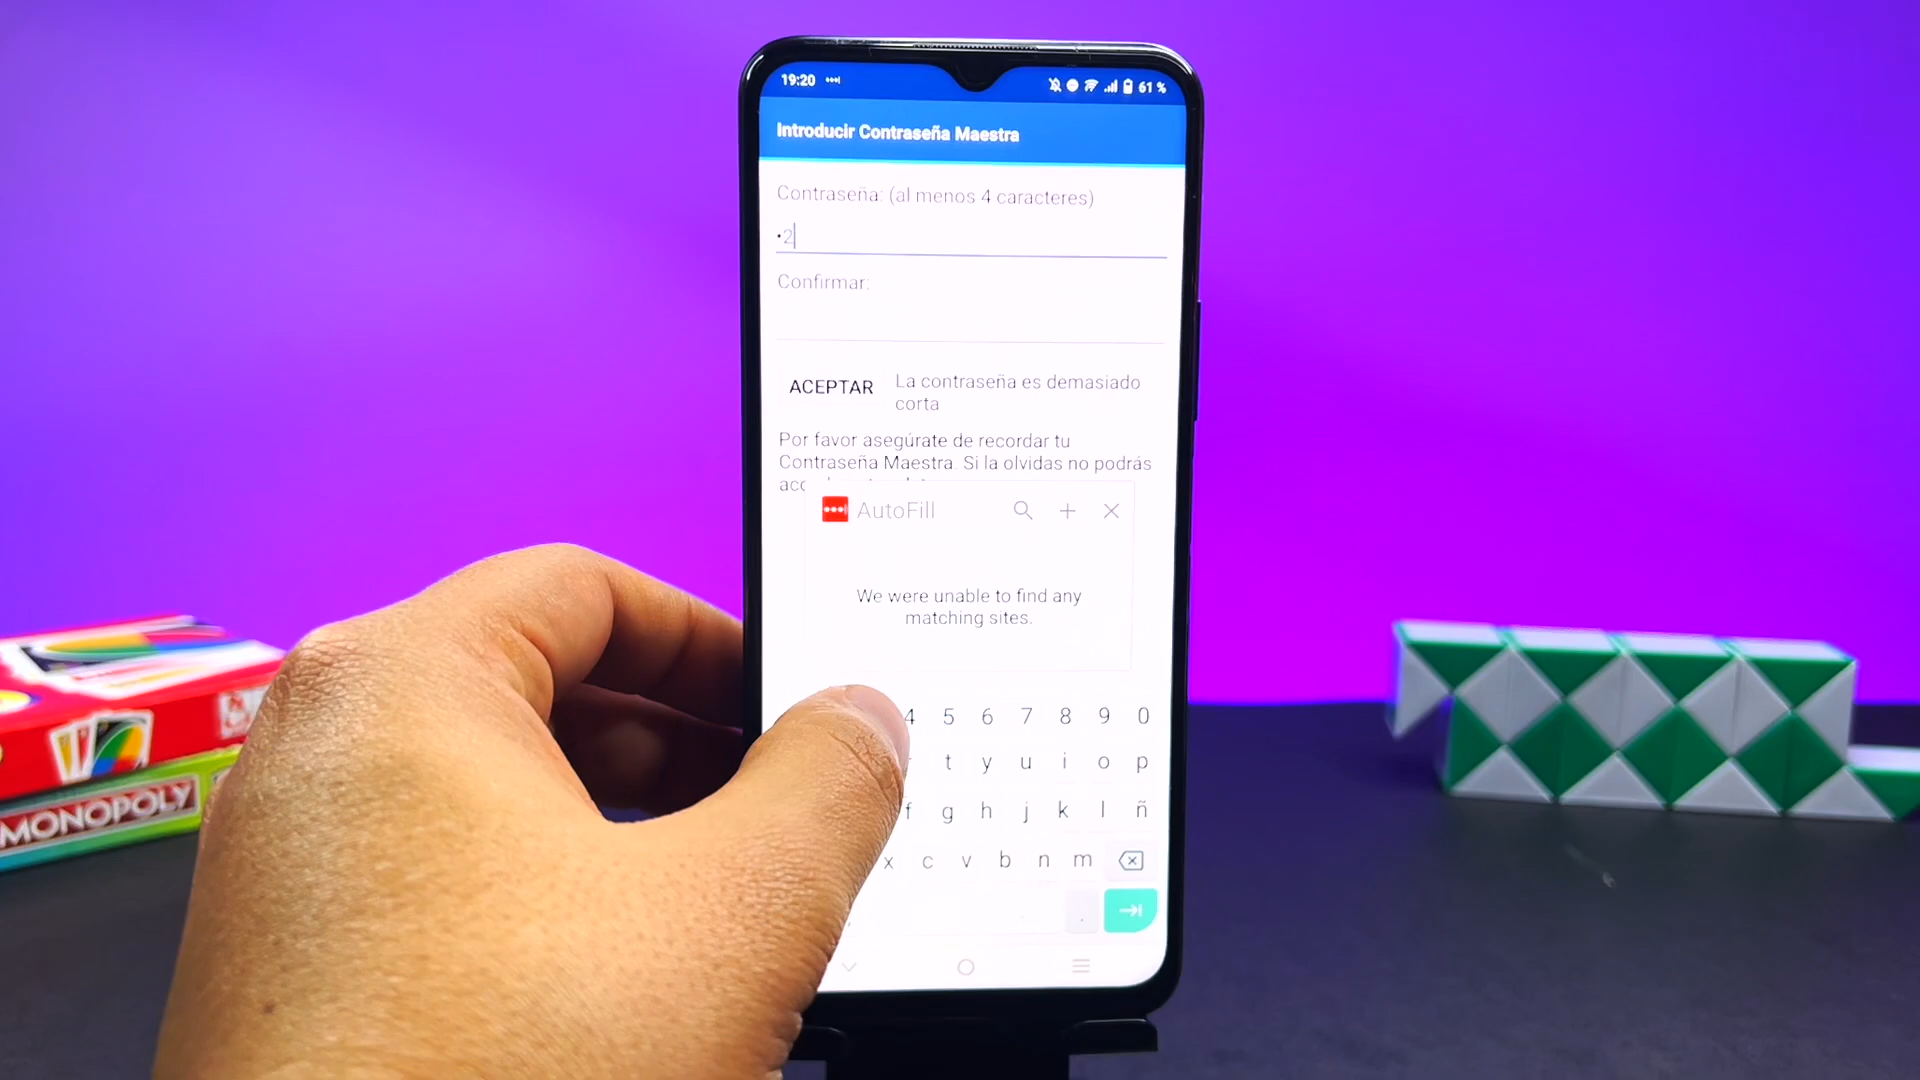 19:20
61 %
Introducir Contraseña Maestra
Contraseña: (al menos 4 caracteres)
•2
Confirmar:
ACEPTAR
La contraseña es demasiado
corta
Por favor asegúrate de recordar tu
Contraseña Maestra. Si la olvidas no podrás
AutoFill
We were unable to find any
matching sites.
4 5 6 7 8 9 0
t y u i o p
f g h j k l ñ
x c v b n m
, .
MONOPOLY